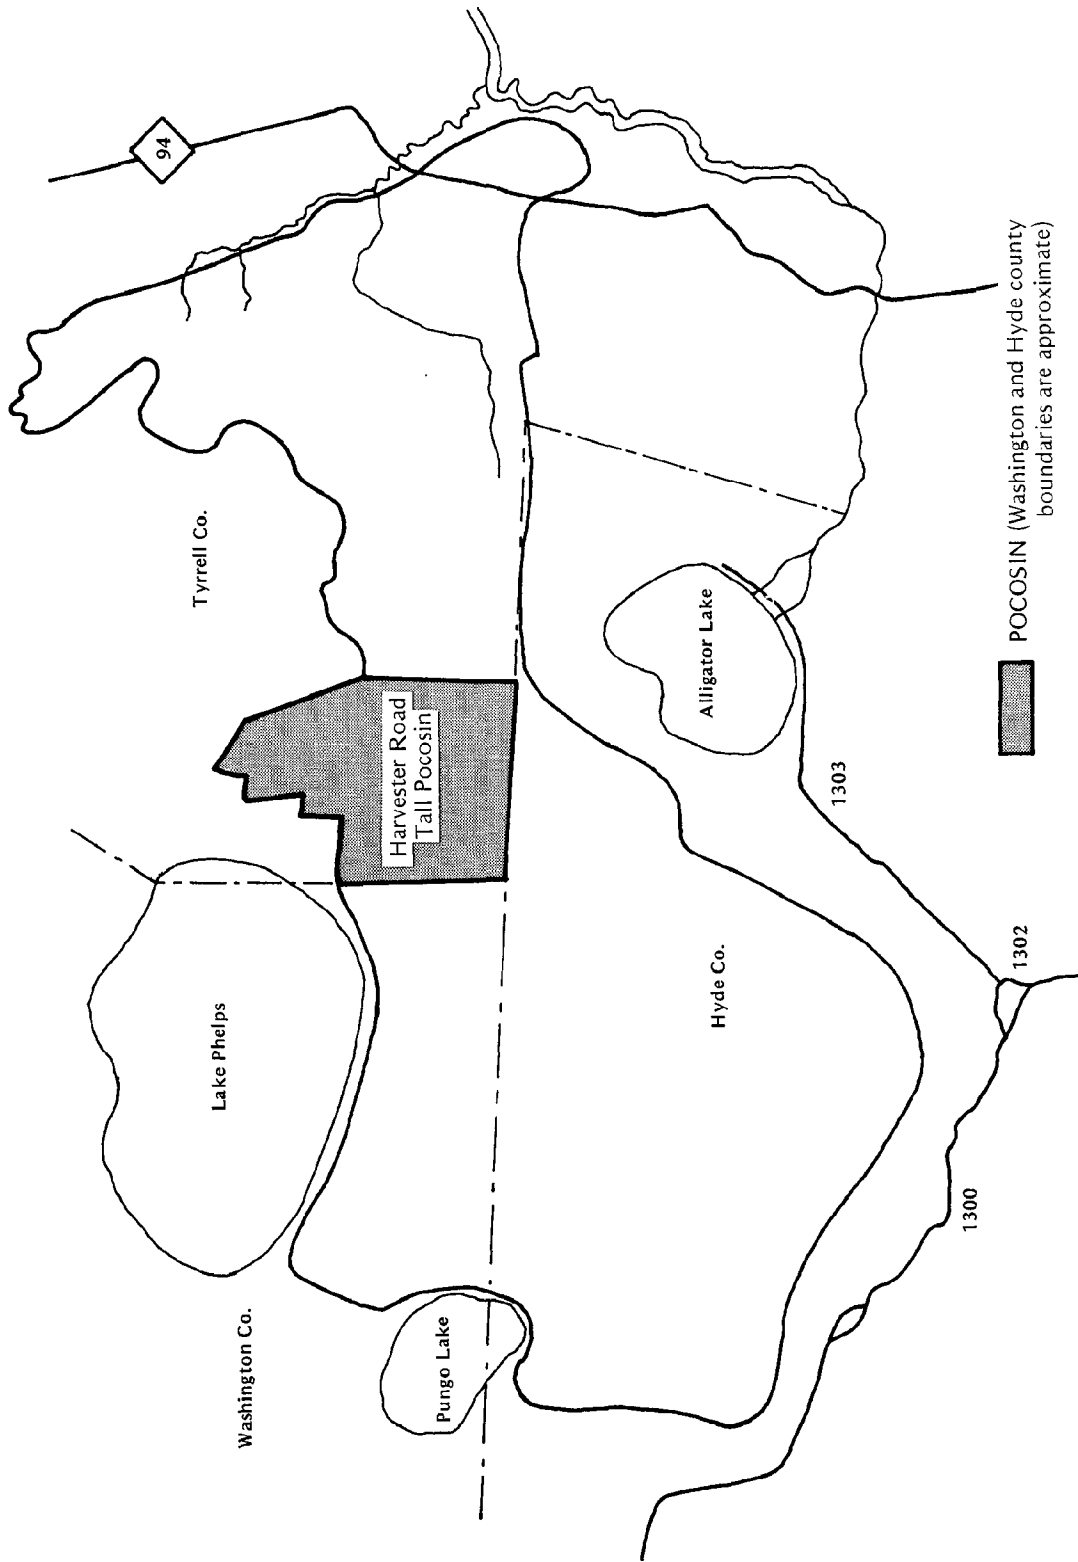 94
Tyrrell Co.
Harvester Road
Tall Pocosin
Lake Phelps
Washington Co.
Pungo Lake
Alligator Lake
Hyde Co.
1303
1302
1300
POCOSIN (Washington and Hyde county
boundaries are approximate)